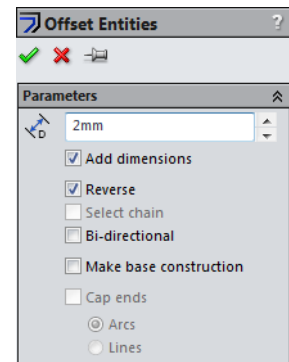 Offset Entities ?
Parameters
D 2mm
Add dimensions
Reverse
Select chain
Bi-directional
Make base construction
Cap ends
Arcs
Lines